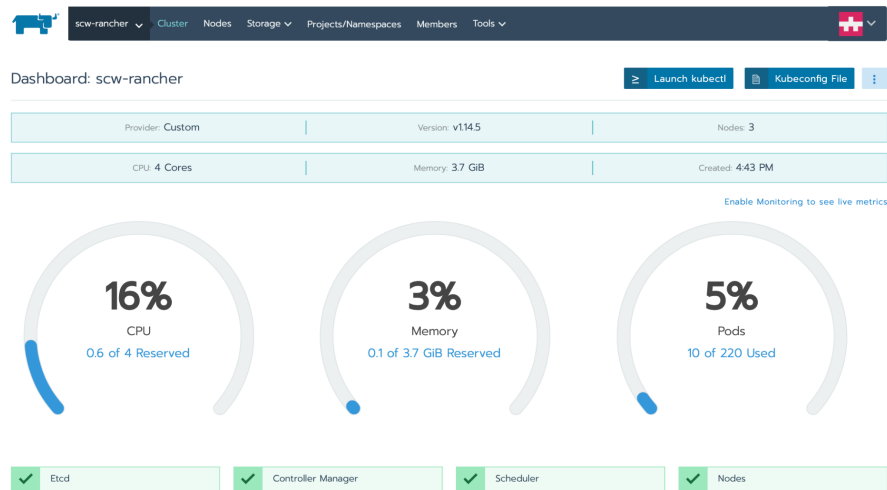 scw-rancher Cluster Nodes Storage Projects/Namespaces Members Tools
Dashboard: scw-rancher
Launch kubectl Kubeconfig File
Provider: Custom Version: v1.14.5 Nodes: 3
CPU: 4 Cores Memory: 3.7 GiB Created: 4:43 PM
Enable Monitoring to see live metrics
16% 3% 5%
CPU Memory Pods
0.6 of 4 Reserved 0.1 of 3.7 GiB Reserved 10 of 220 Used
Etcd Controller Manager Scheduler Nodes